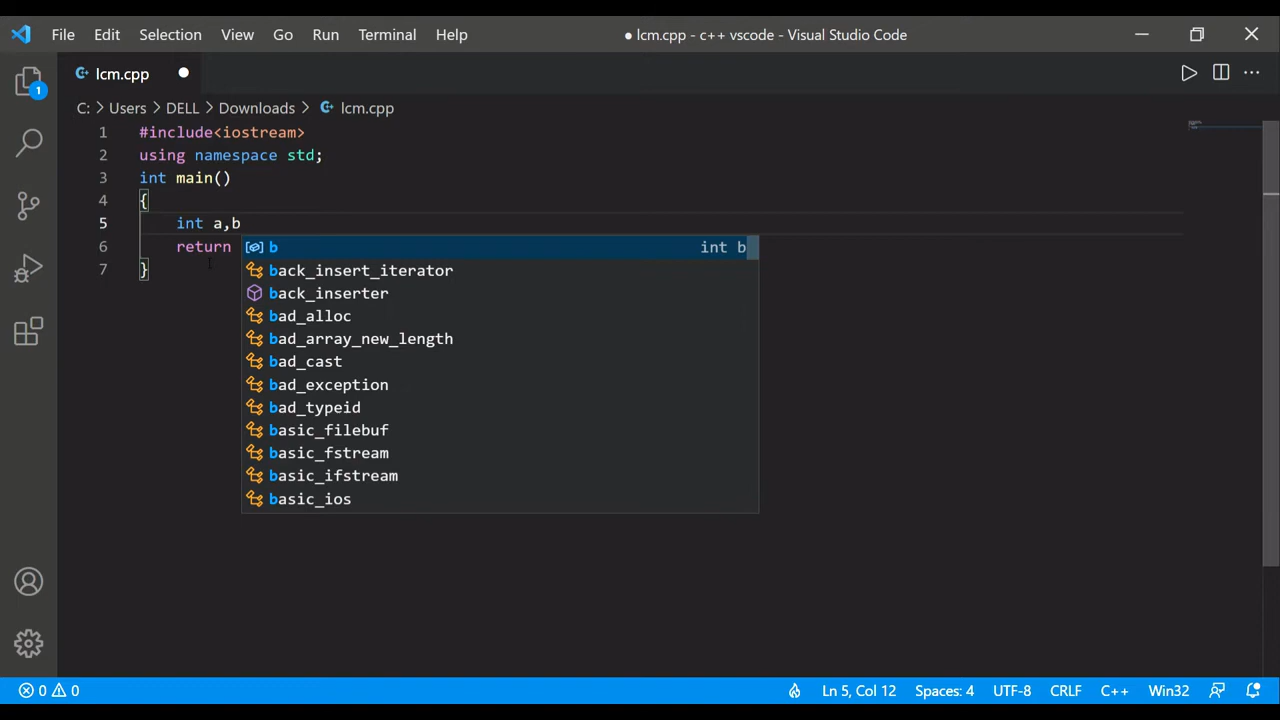 File Edit Selection View Go Run Terminal Help ● lcm.cpp - c++ vscode - Visual Studio Code
lcm.cpp
C: > Users > DELL > Downloads > lcm.cpp
1 #include<iostream>
2 using namespace std;
3 int main()
4 {
5 int a,b
6 return
7 }
b int b
back_insert_iterator
back_inserter
bad_alloc
bad_array_new_length
bad_cast
bad_exception
bad_typeid
basic_filebuf
basic_fstream
basic_ifstream
basic_ios
1
0 0 Ln 5, Col 12 Spaces: 4 UTF-8 CRLF C++ Win32